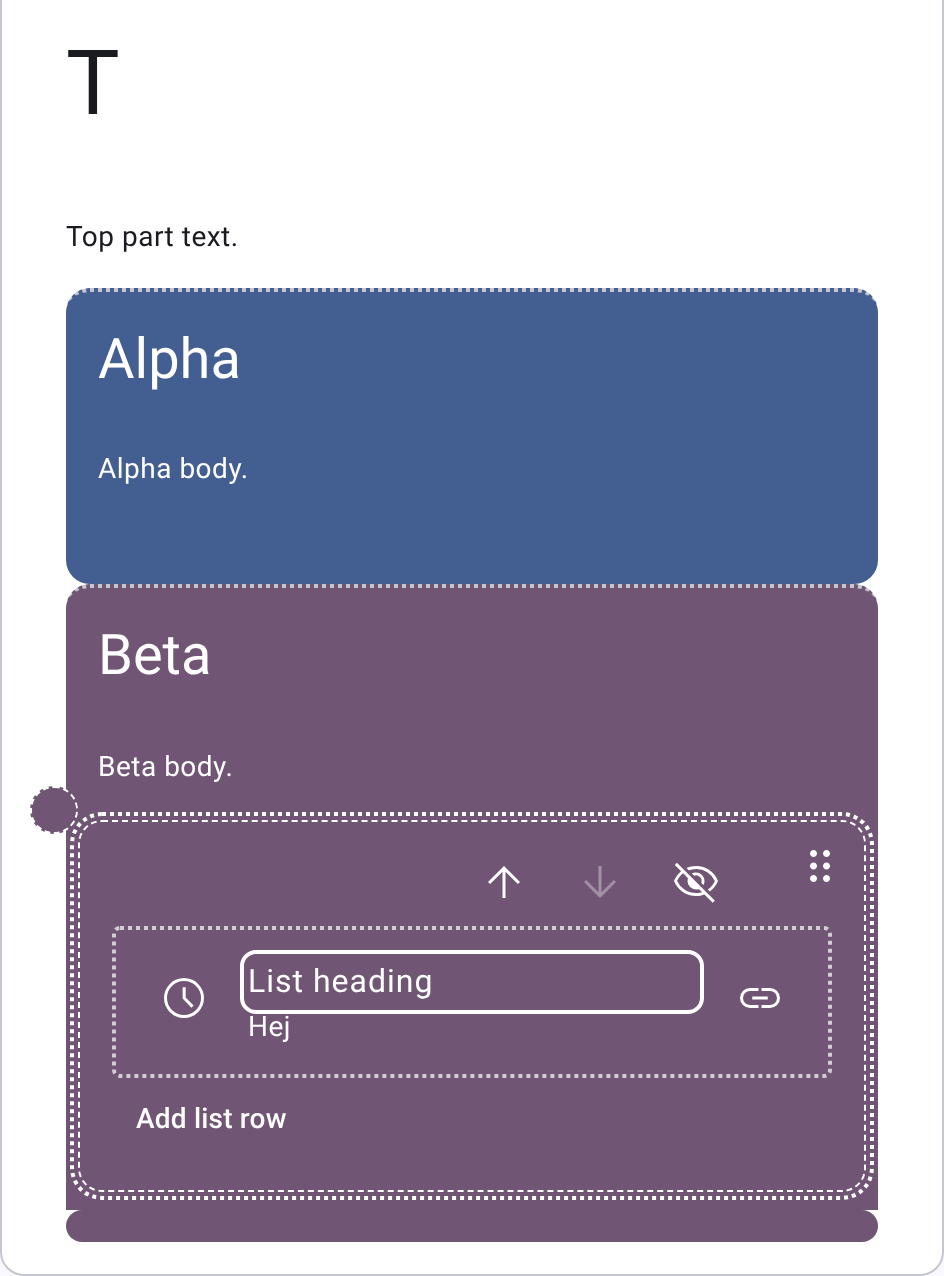 T
Top part text.
Alpha
Alpha body.
Beta
Beta body.
List heading
Hej
Add list row